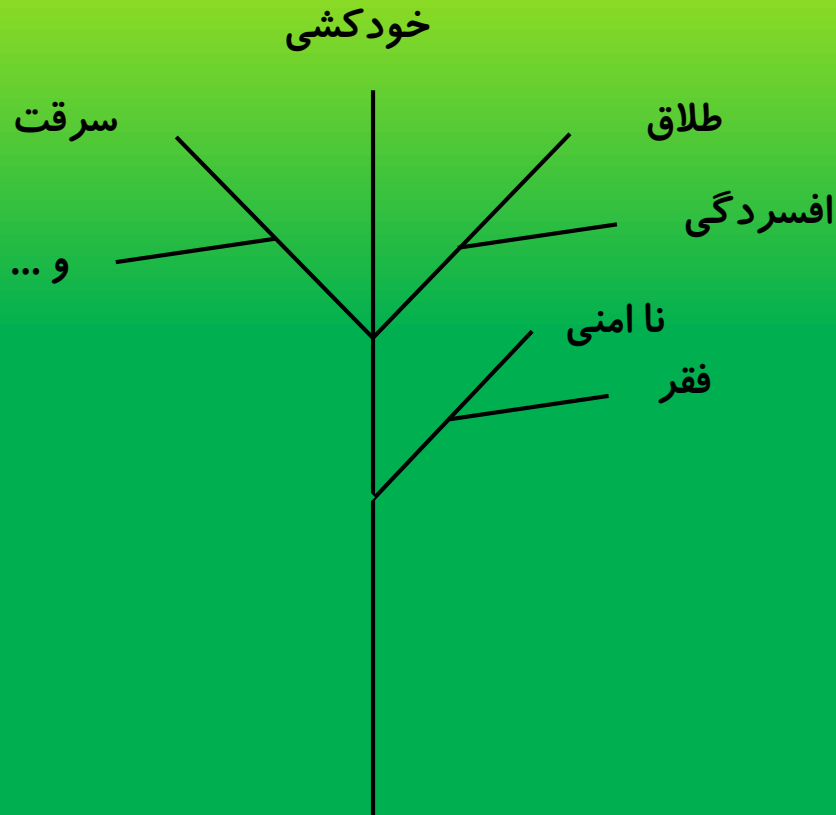 خودکشی
طلاق
سرقت
افسردگی
و ...
نا امنی
فقر